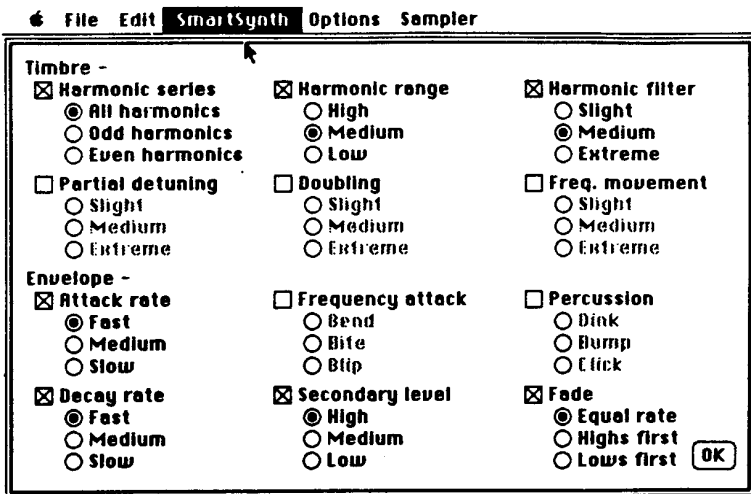 File Edit SmartSynth Options Sampler
Timbre -
Harmonic series Harmonic range Harmonic filter
All harmonics High Slight
Odd harmonics Medium Medium
Even harmonics Low Extreme
Partial detuning Doubling Freq. movement
Slight Slight Slight
Medium Medium Medium
Extreme Extreme Extreme
Envelope -
Attack rate Frequency attack Percussion
Fast Bend Dink
Medium Bite Bump
Slow Blip Click
Decay rate Secondary level Fade
Fast High Equal rate
Medium Medium Highs first
Slow Low Lows first OK